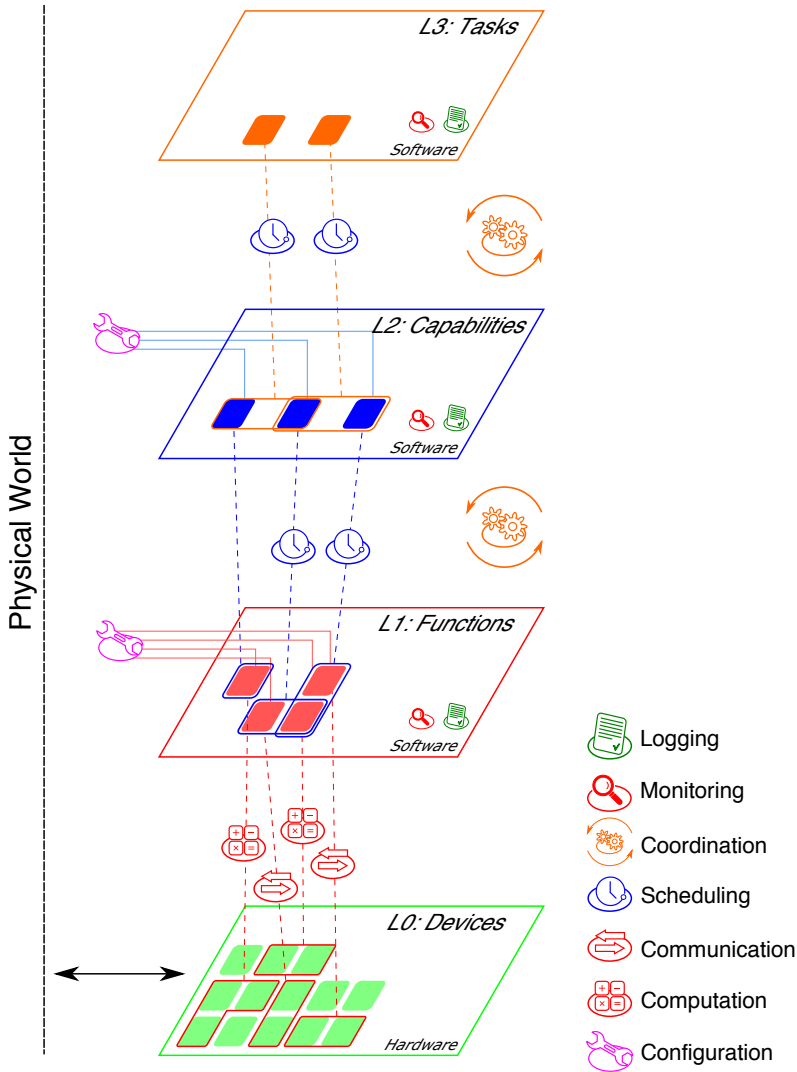 L3: Tasks
Software
L2: Capabilities
Software
Physical World
L1: Functions
Software
L0: Devices
Hardware
Logging
Monitoring
Coordination
Scheduling
Communication
Computation
Configuration